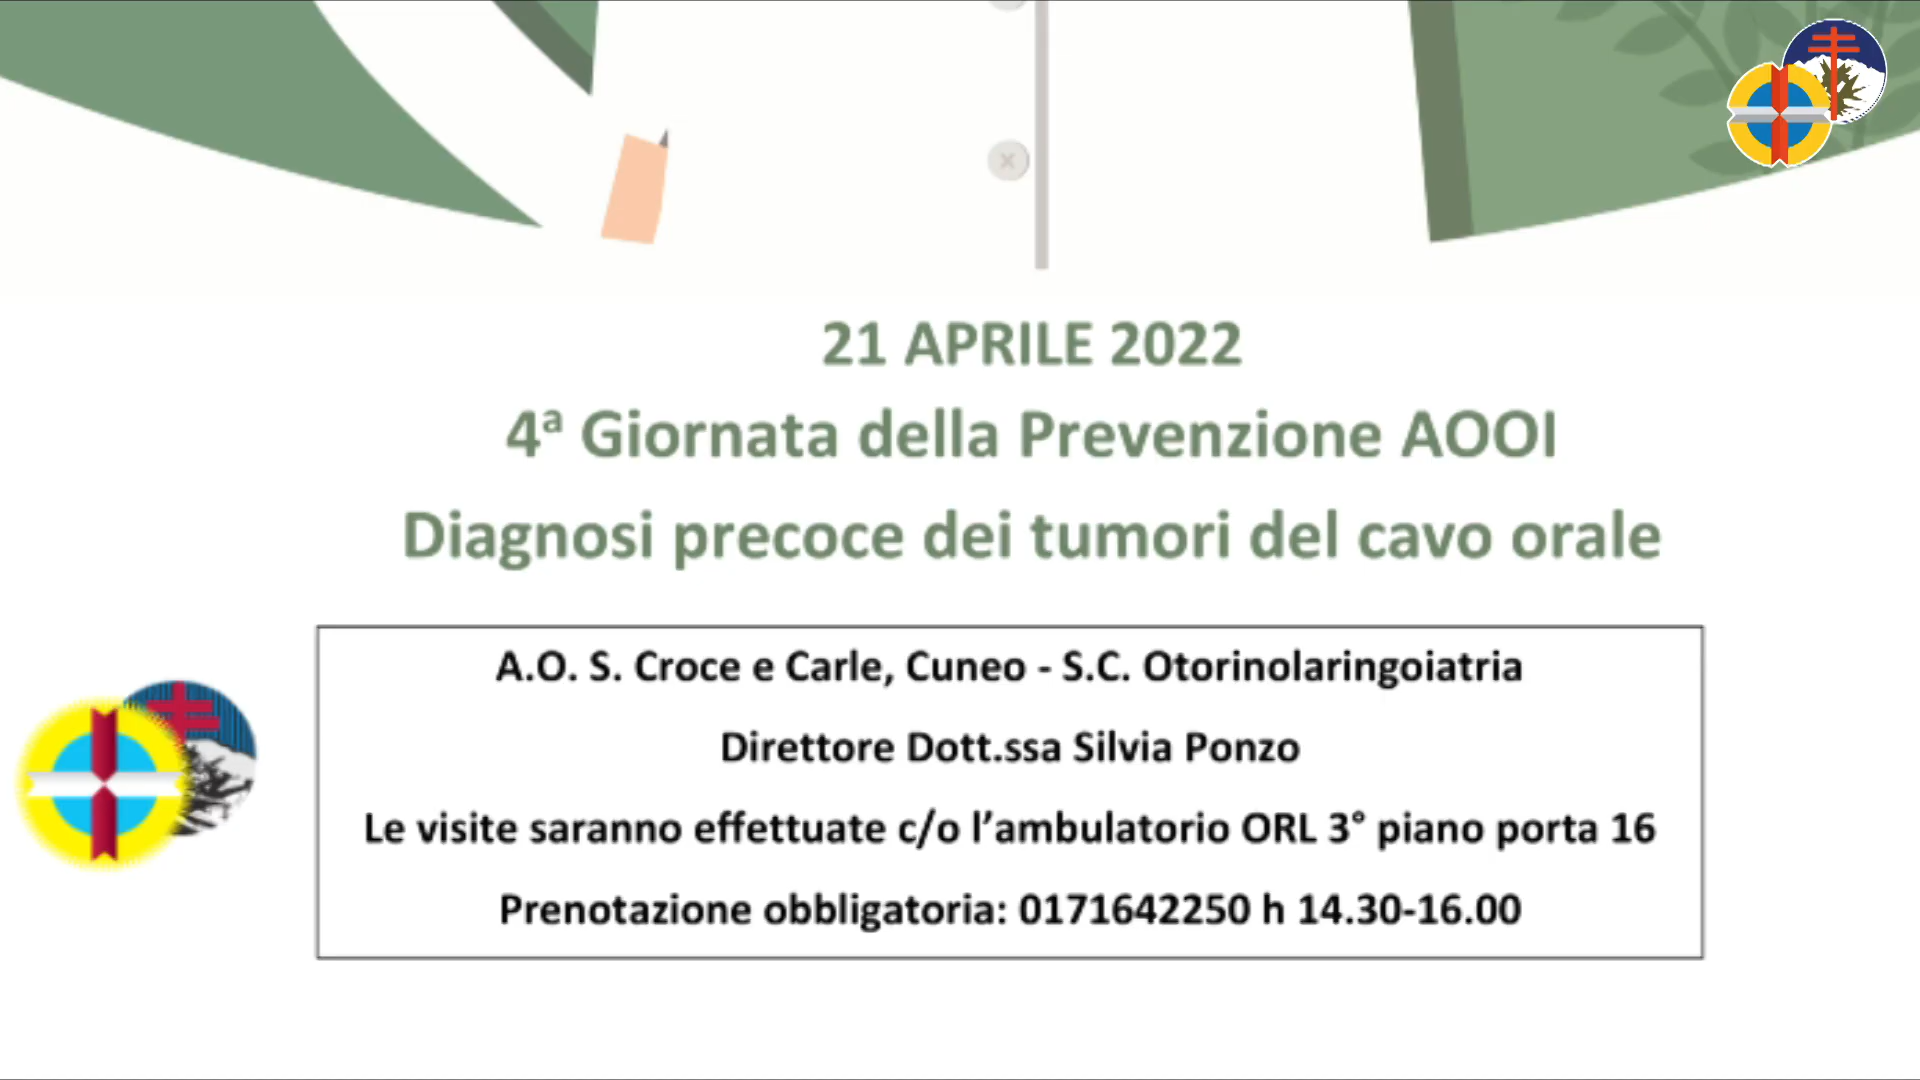 21 APRILE 2022
4ª Giornata della Prevenzione AOOI
Diagnosi precoce dei tumori del cavo orale
A.O. S. Croce e Carle, Cuneo - S.C. Otorinolaringoiatria
Direttore Dott.ssa Silvia Ponzo
Le visite saranno effettuate c/o l’ambulatorio ORL 3° piano porta 16
Prenotazione obbligatoria: 0171642250 h 14.30-16.00